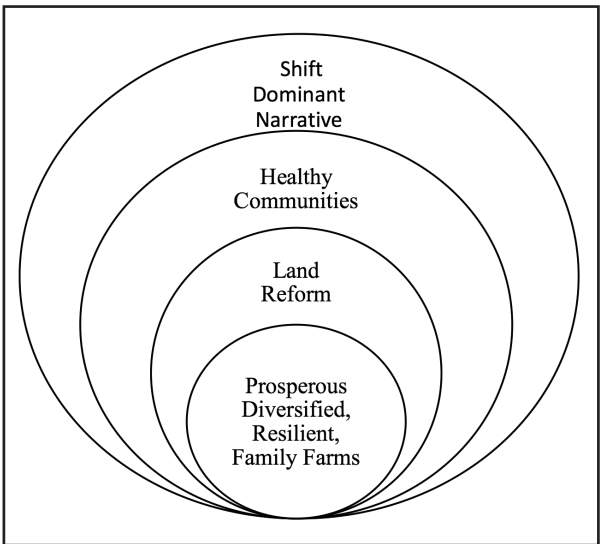 Shift
Dominant
Narrative
Healthy
Communities
Land
Reform
Prosperous
Diversified,
Resilient,
Family Farms